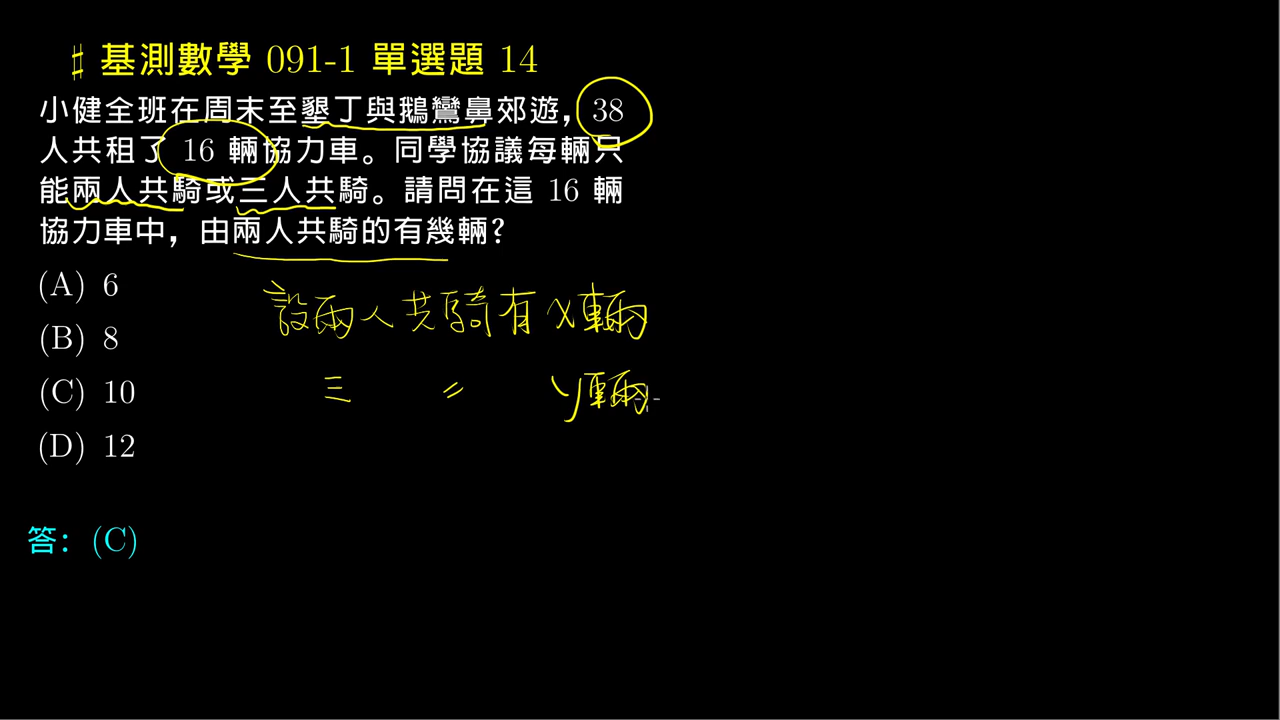 # 基測數學 091-1 單選題 14
小健全班在周末至墾丁與鵝鸞鼻郊遊，38
人共租了 16 輛協力車。同學協議每輛只
能兩人共騎或三人共騎。請問在這 16 輛
協力車中，由兩人共騎的有幾輛？
(A) 6
設兩人共騎有 x 輛
(B) 8
(C) 10
三 〃 y 輛
(D) 12
答：(C)